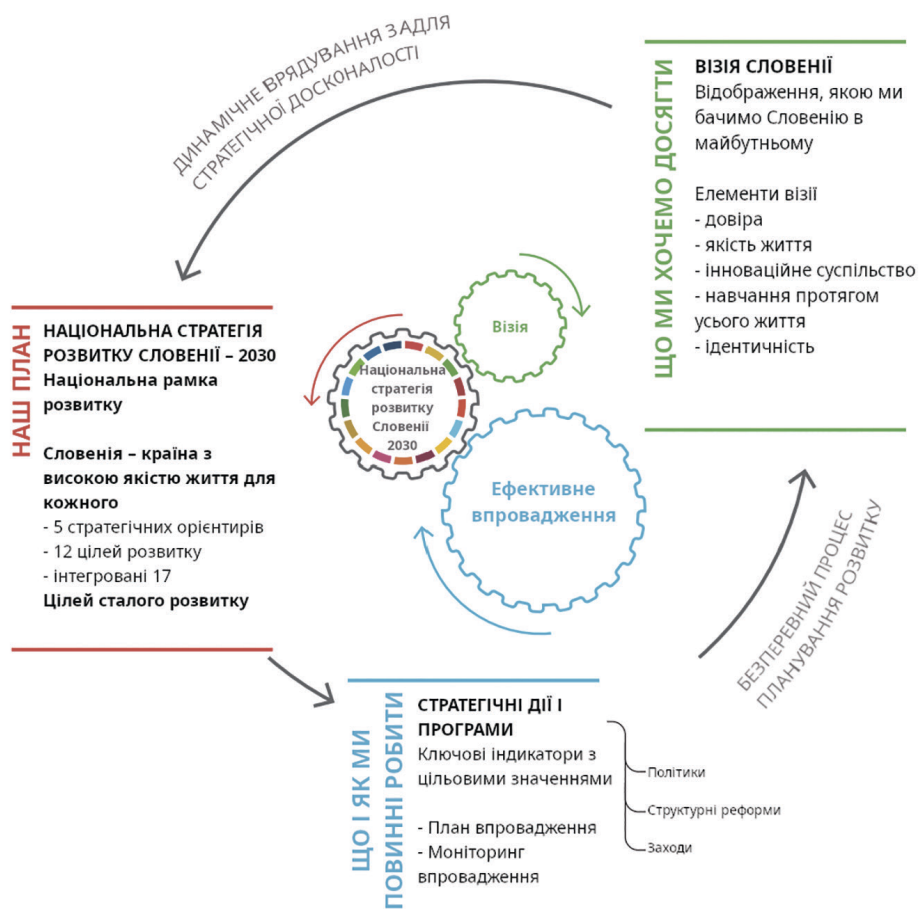 ДИНАМІЧНЕ ВРЯДУВАННЯ ЗАДЛЯ
СТРАТЕГІЧНОЇ ДОСКОНАЛОСТІ
ЩО МИ ХОЧЕМО ДОСЯГТИ
ВІЗІЯ СЛОВЕНІЇ
Відображення, якою ми
бачимо Словенію в
майбутньому
Елементи візії
- довіра
- якість життя
- інноваційне суспільство
- навчання протягом
усього життя
- ідентичність
НАШ ПЛАН
НАЦІОНАЛЬНА СТРАТЕГІЯ
РОЗВИТКУ СЛОВЕНІЇ – 2030
Національна рамка
розвитку
Словенія – країна з
високою якістю життя для
кожного
- 5 стратегічних орієнтирів
- 12 цілей розвитку
- інтегровані 17
Цілей сталого розвитку
Візія
Національна
стратегія
розвитку
Словенії
2030
Ефективне
впровадження
БЕЗПЕРЕВНИЙ ПРОЦЕС
ПЛАНУВАННЯ РОЗВИТКУ
ЩО І ЯК МИ
ПОВИННІ РОБИТИ
СТРАТЕГІЧНІ ДІЇ І
ПРОГРАМИ
Ключові індикатори з
цільовими значеннями
- План впровадження
- Моніторинг
впровадження
Політики
Структурні реформи
Заходи